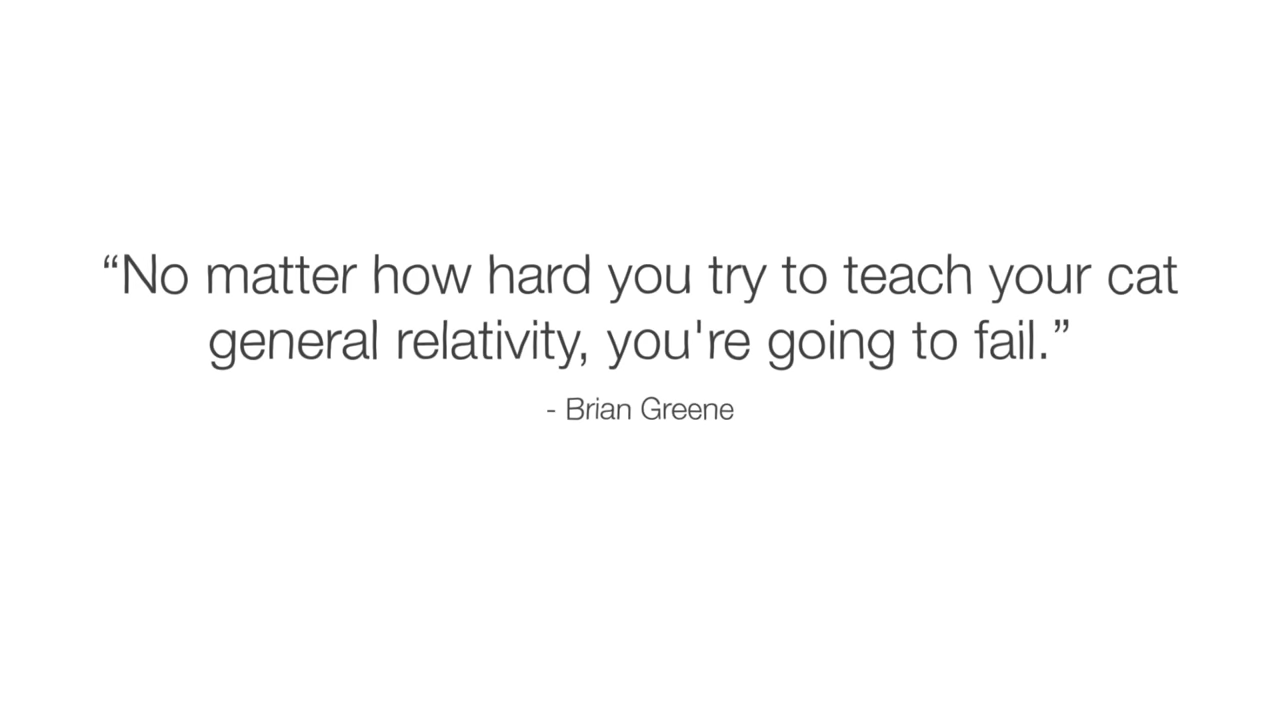 “No matter how hard you try to teach your cat
general relativity, you're going to fail.”
- Brian Greene